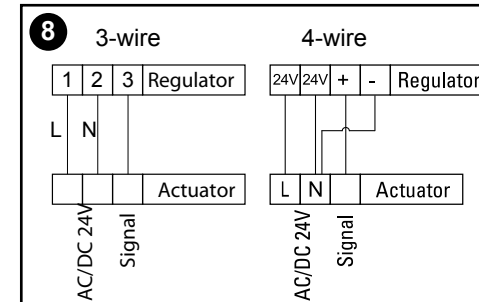 8
3-wire
4-wire
1 2 3 Regulator
24V 24V + - Regulator
L N
Actuator
L N Actuator
AC/DC 24V
Signal
AC/DC 24V
Signal